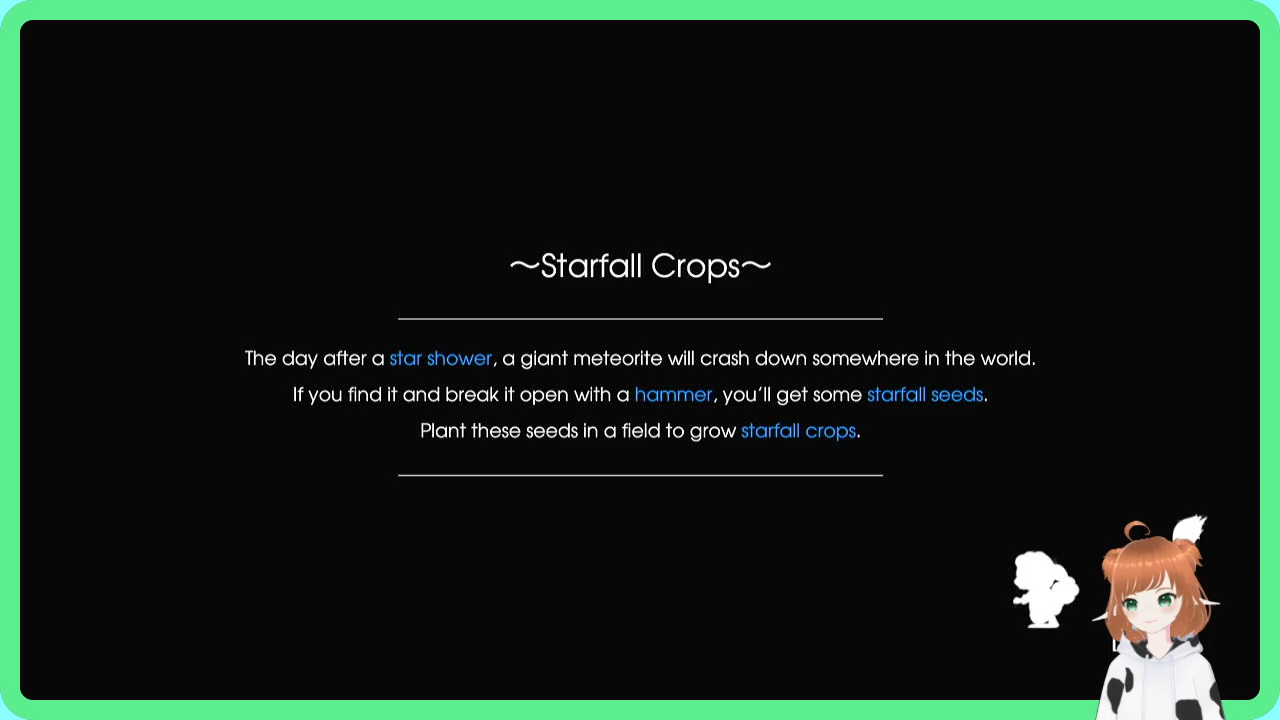 ～Starfall Crops～
The day after a star shower, a giant meteorite will crash down somewhere in the world.
If you find it and break it open with a hammer, you’ll get some starfall seeds.
Plant these seeds in a field to grow starfall crops.